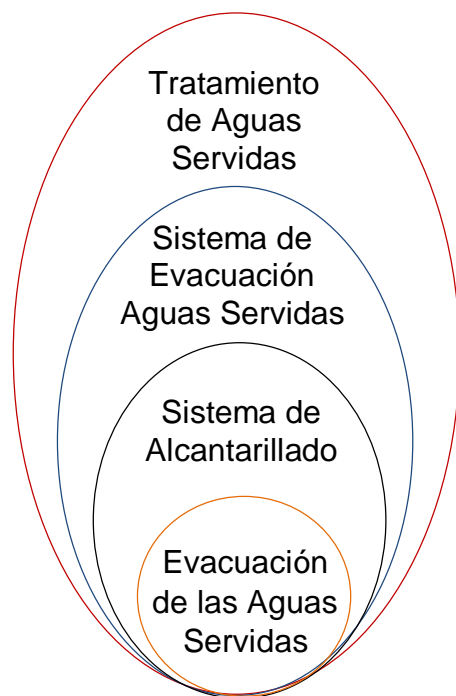 Tratamiento
de Aguas
Servidas
Sistema de
Evacuación
Aguas Servidas
Sistema de
Alcantarillado
Evacuación
de las Aguas
Servidas